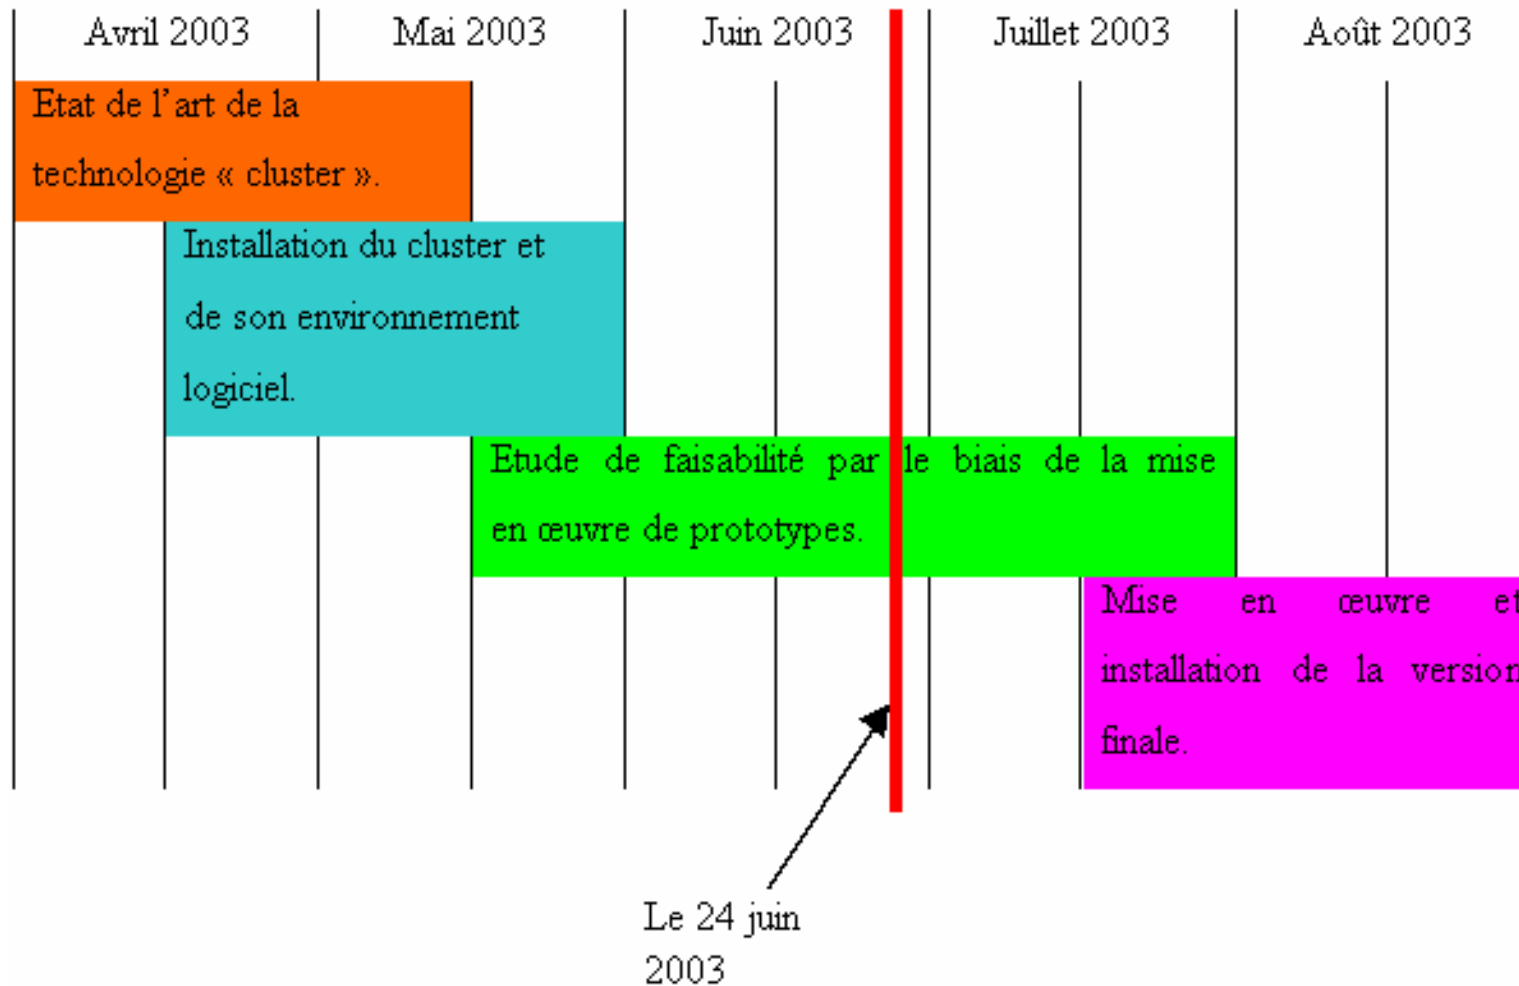 Avril 2003
Mai 2003
Juin 2003
Juillet 2003
Août 2003
Etat de l'art de la
technologie « cluster ».
Installation du cluster et
de son environnement
logiciel.
Etude de faisabilité par le biais de la mise
en œuvre de prototypes.
Mise en œuvre et
installation de la version
finale.
Le 24 juin
2003